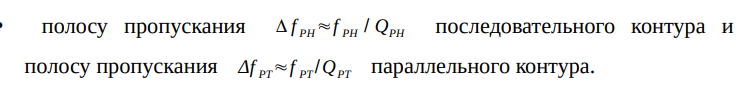 • полосу пропускания Δf_РН≈f_РН / Q_РН последовательного контура и
полосу пропускания Δf_РТ≈f_РТ/Q_РТ параллельного контура.